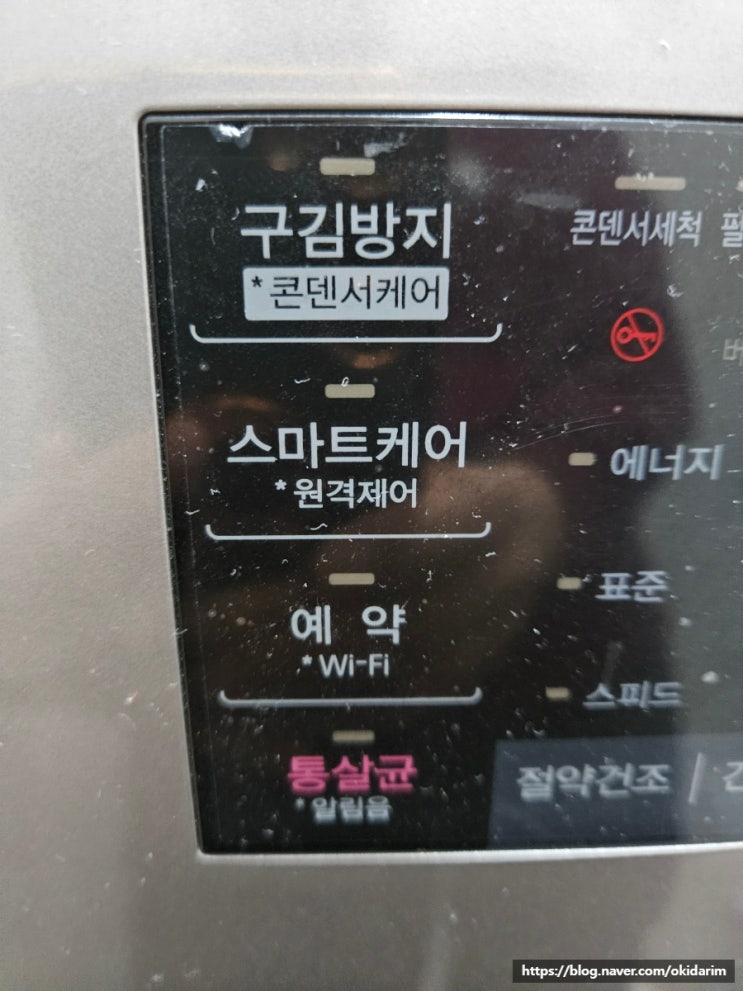 구김방지
*콘덴서케어
스마트케어
*원격제어
예 약
*Wi-Fi
통살균
*알림음
콘덴서세척
에너지
표준
스피드
절약건조 |
https://blog.naver.com/okidarim